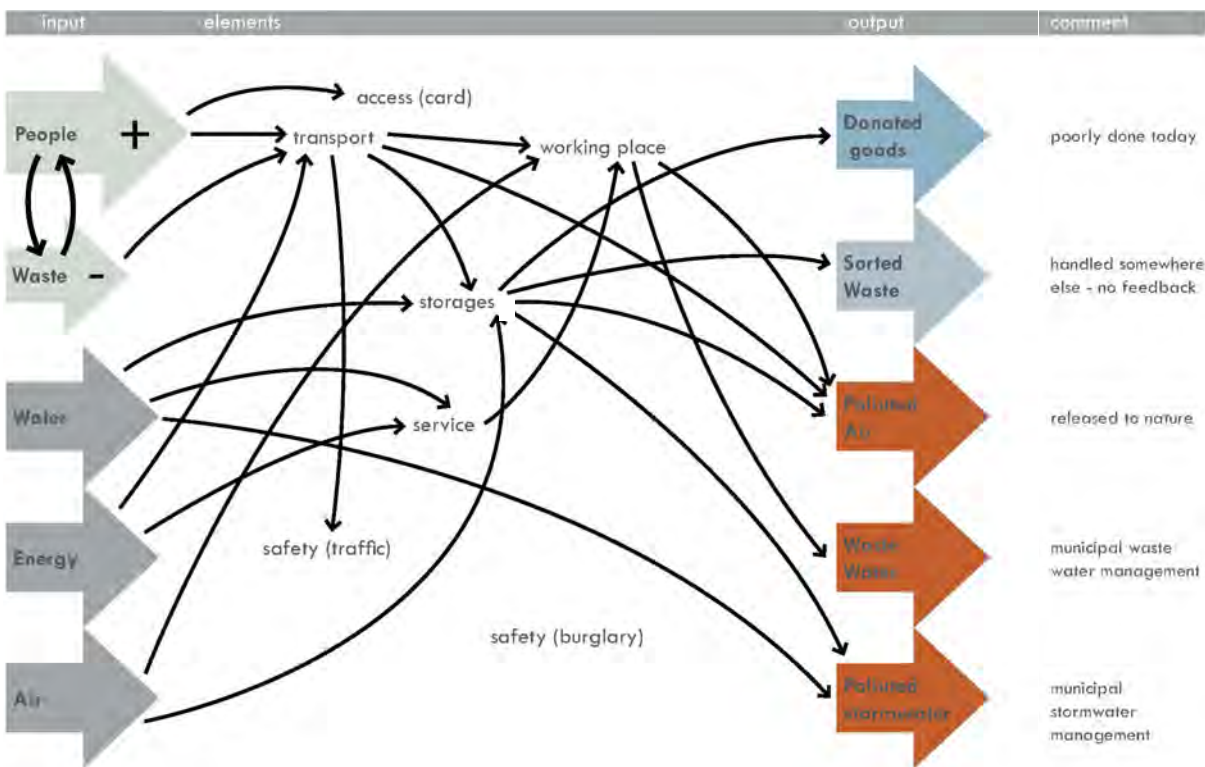 input elements output comment
People +
access (card)
transport
working place
Donated
goods
poorly done today
Waste -
storages
Sorted
Waste
handled somewhere
else - no feedback
Water
service
Polluted
Air
released to nature
Energy
safety (traffic)
Waste
Water
municipal waste
water management
safety (burglary)
Air
Polluted
stormwater
municipal
stormwater
management